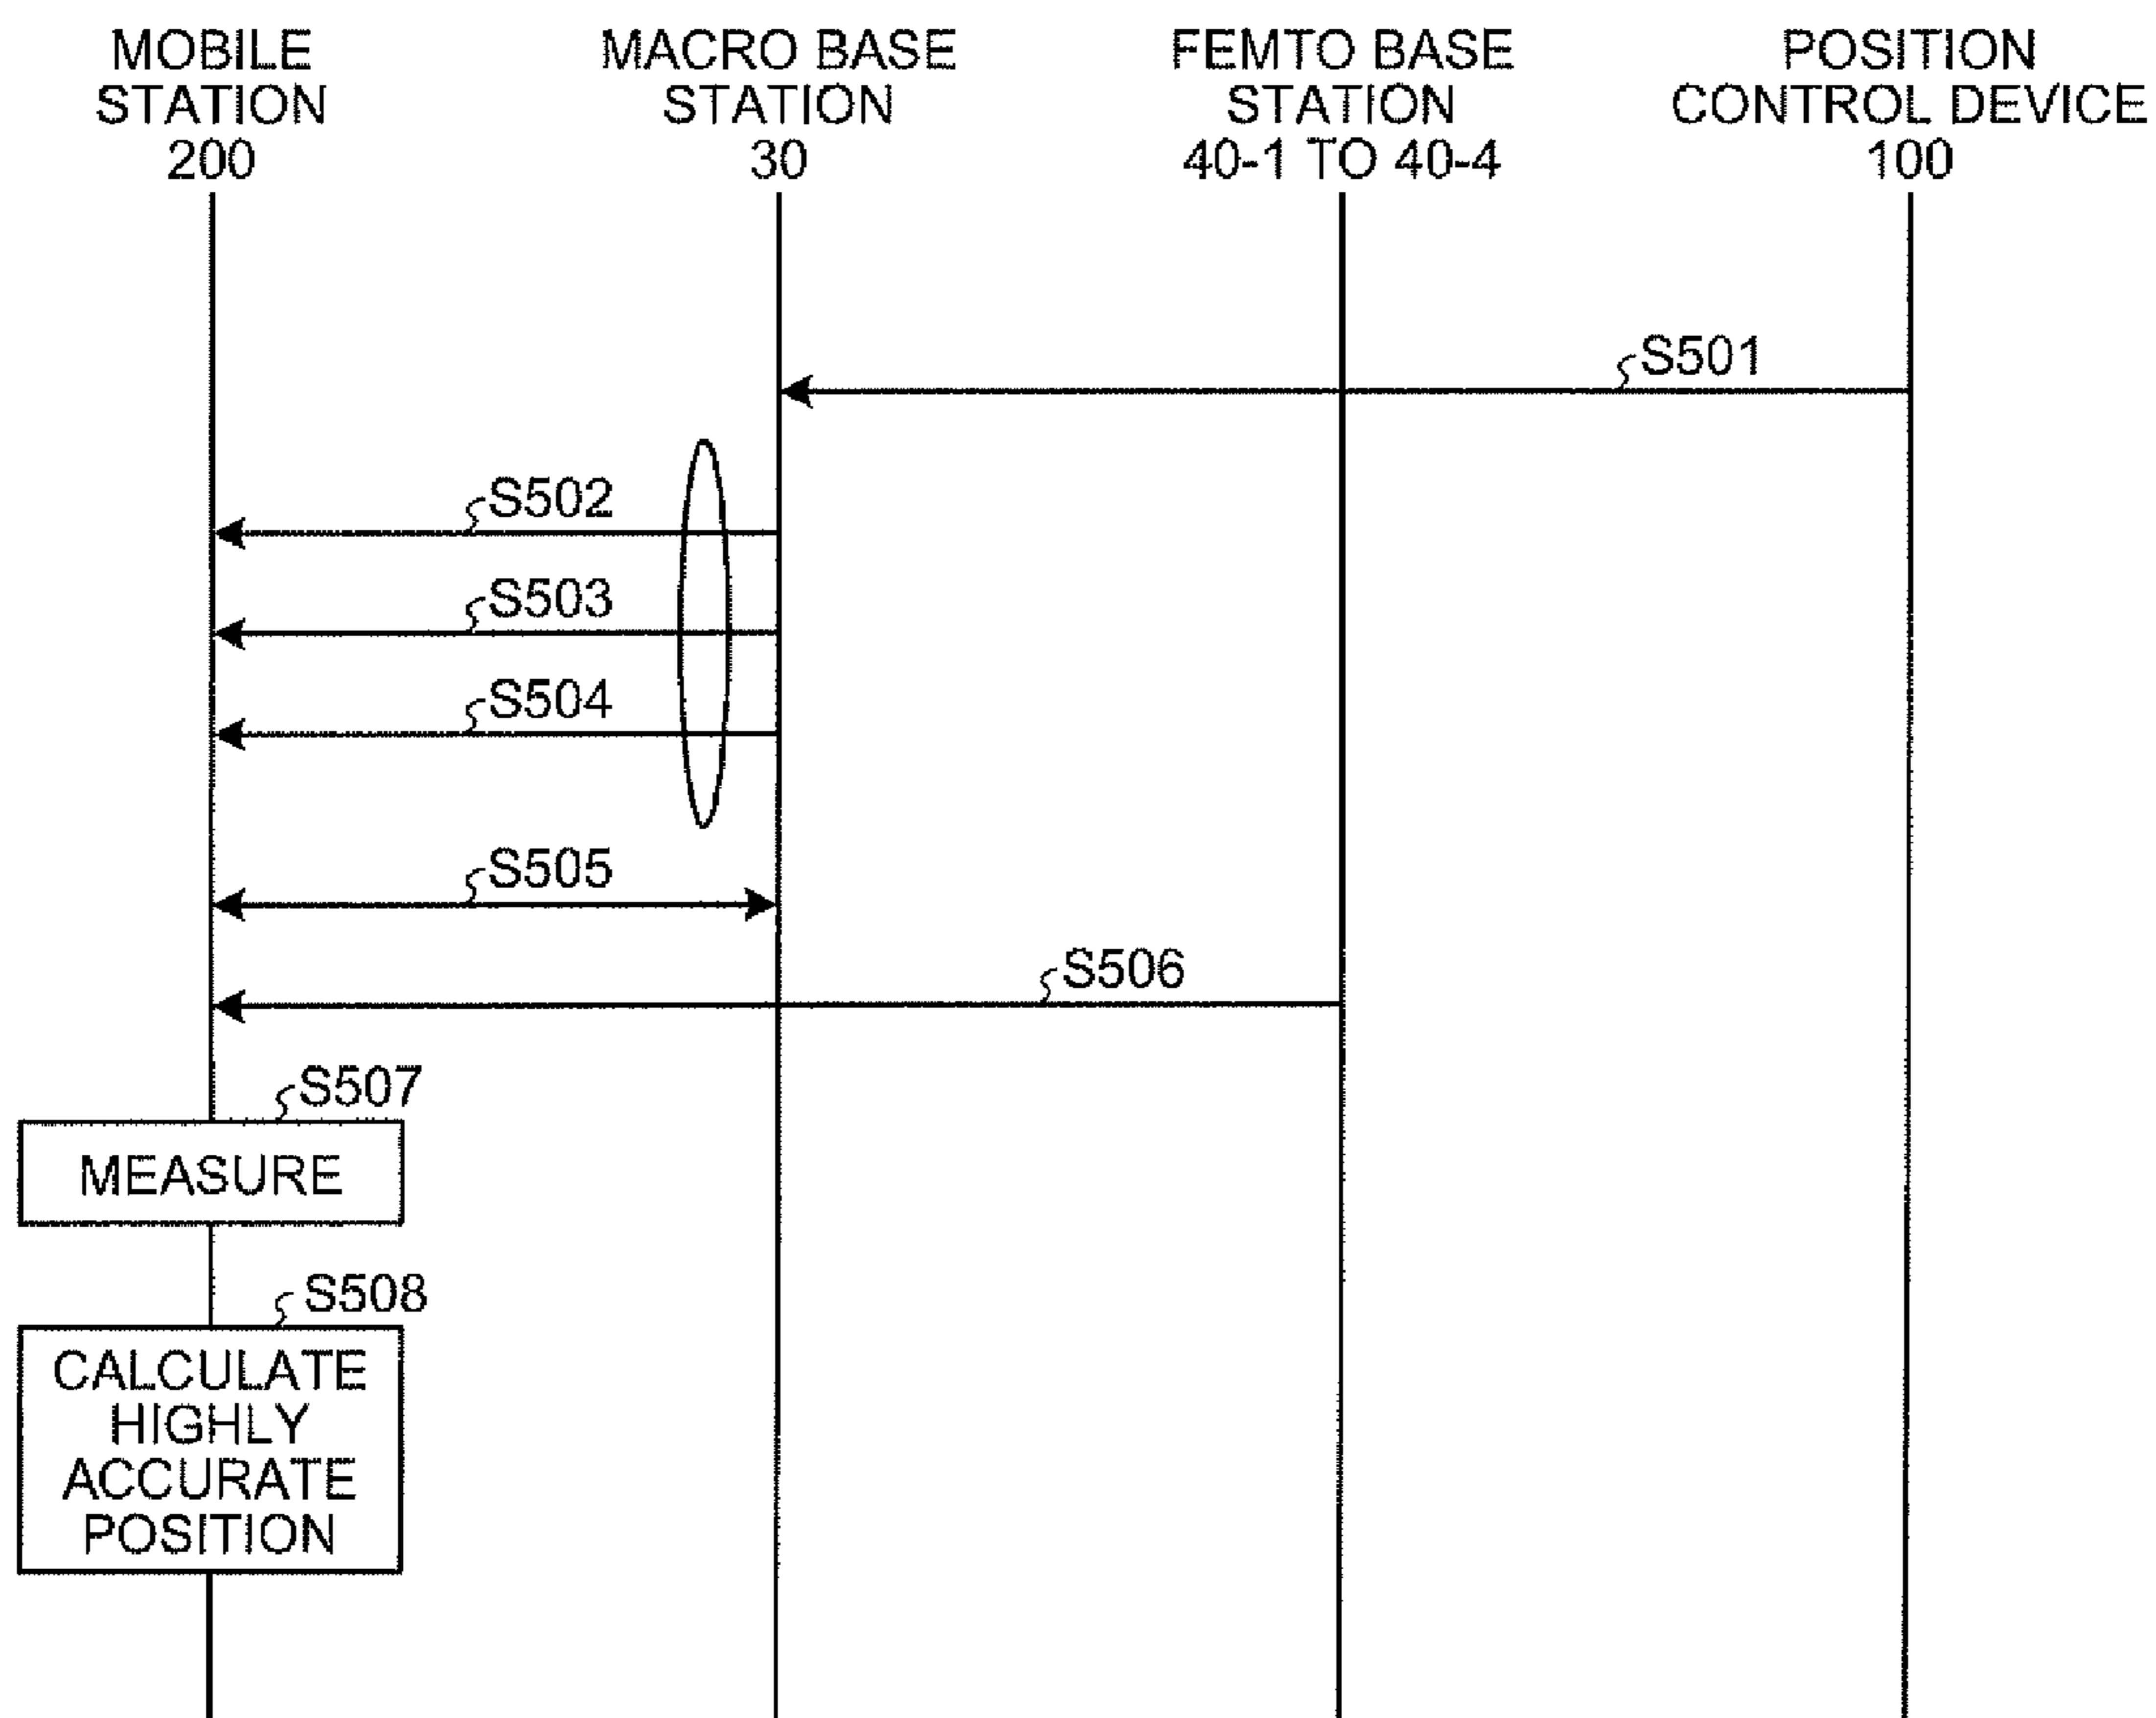 MOBILE
STATION
200
MACRO BASE
STATION
30
FEMTO BASE
STATION
40-1 TO 40-4
POSITION
CONTROL DEVICE
100
S501
S502
S503
S504
S505
S506
S507
MEASURE
S508
CALCULATE
HIGHLY
ACCURATE
POSITION